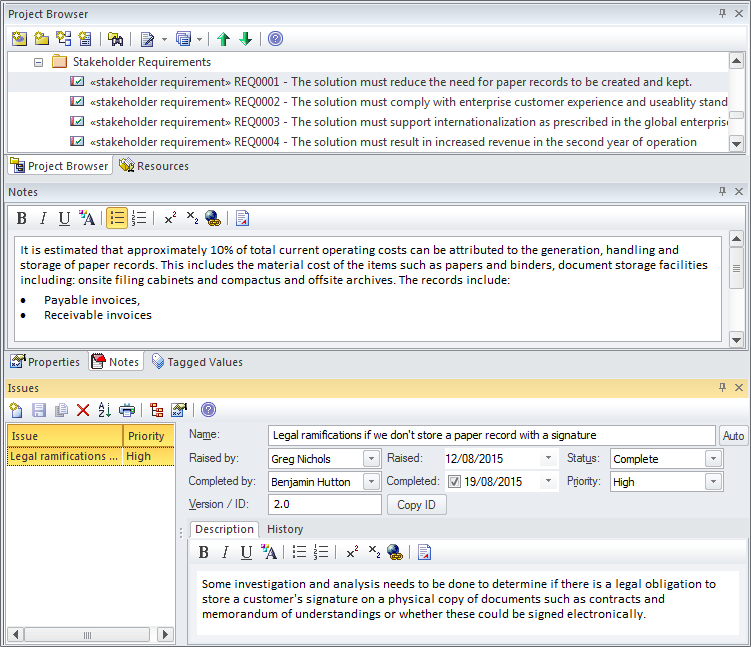 Project Browser
Stakeholder Requirements
«stakeholder requirement» REQ0001 - The solution must reduce the need for paper records to be created and kept.
«stakeholder requirement» REQ0002 - The solution must comply with enterprise customer experience and useablity stand
«stakeholder requirement» REQ0003 - The solution must support internationalization as prescribed in the global enterprise
«stakeholder requirement» REQ0004 - The solution must result in increased revenue in the second year of operation
Project Browser Resources
Notes
B I U A x² x₂
It is estimated that approximately 10% of total current operating costs can be attributed to the generation, handling and
storage of paper records. This includes the material cost of the items such as papers and binders, document storage facilities
including: onsite filing cabinets and compactus and offsite archives. The records include:
• Payable invoices,
• Receivable invoices
Properties Notes Tagged Values
Issues
Issue Priority
Legal ramifications ... High
Name: Legal ramifications if we don't store a paper record with a signature Auto
Raised by: Greg Nichols Raised: 12/08/2015 Status: Complete
Completed by: Benjamin Hutton Completed: 19/08/2015 Priority: High
Version / ID: 2.0 Copy ID
Description History
B I U A x² x₂
Some investigation and analysis needs to be done to determine if there is a legal obligation to
store a customer's signature on a physical copy of documents such as contracts and
memorandum of understandings or whether these could be signed electronically.